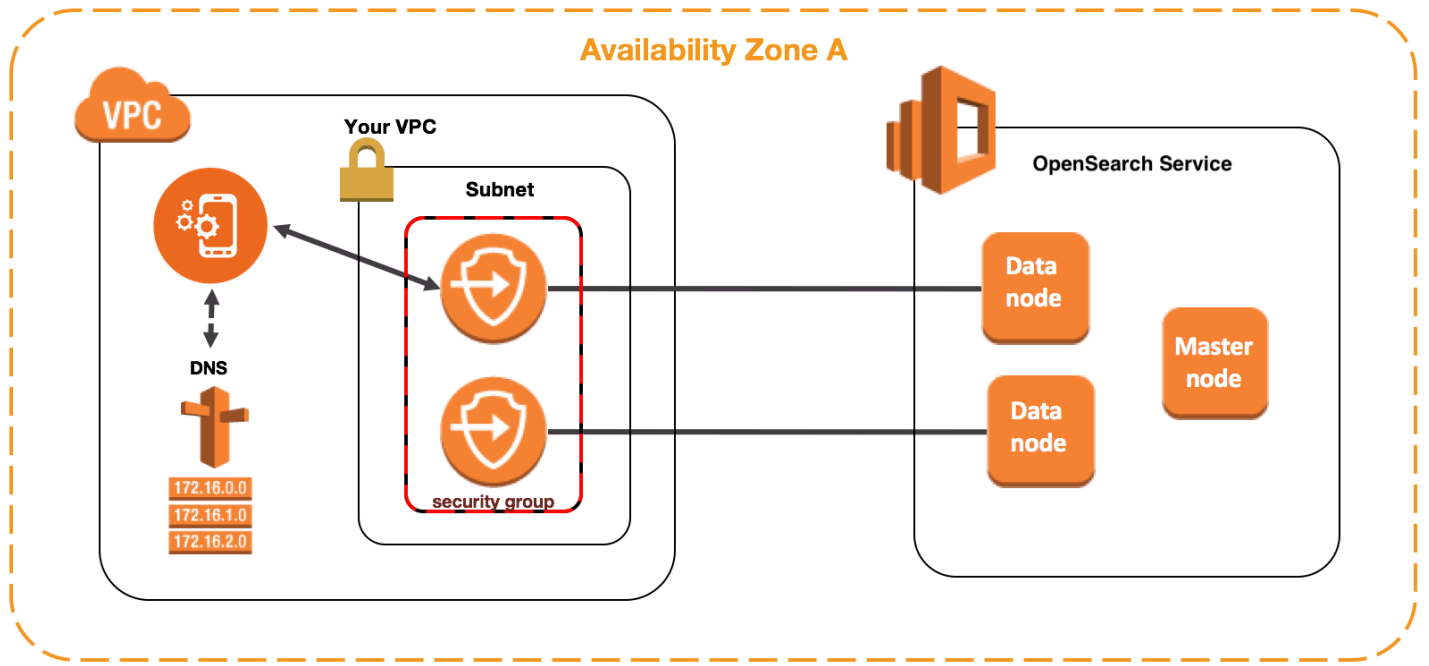 Availability Zone A
VPC
Your VPC
Subnet
security group
DNS
172.16.0.0
172.16.1.0
172.16.2.0
OpenSearch Service
Data
node
Data
node
Master
node